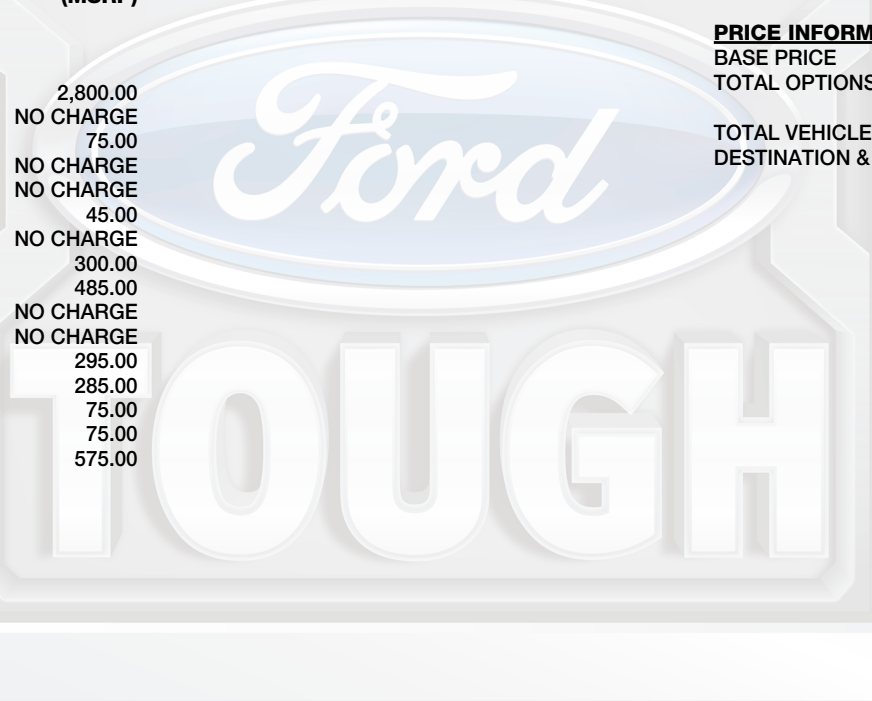 (MSRP)
2,800.00
NO CHARGE
75.00
NO CHARGE
NO CHARGE
45.00
NO CHARGE
300.00
485.00
NO CHARGE
NO CHARGE
295.00
285.00
75.00
75.00
575.00
PRICE INFORM
BASE PRICE
TOTAL OPTIONS
TOTAL VEHICLE
DESTINATION &
Ford
TOUGH